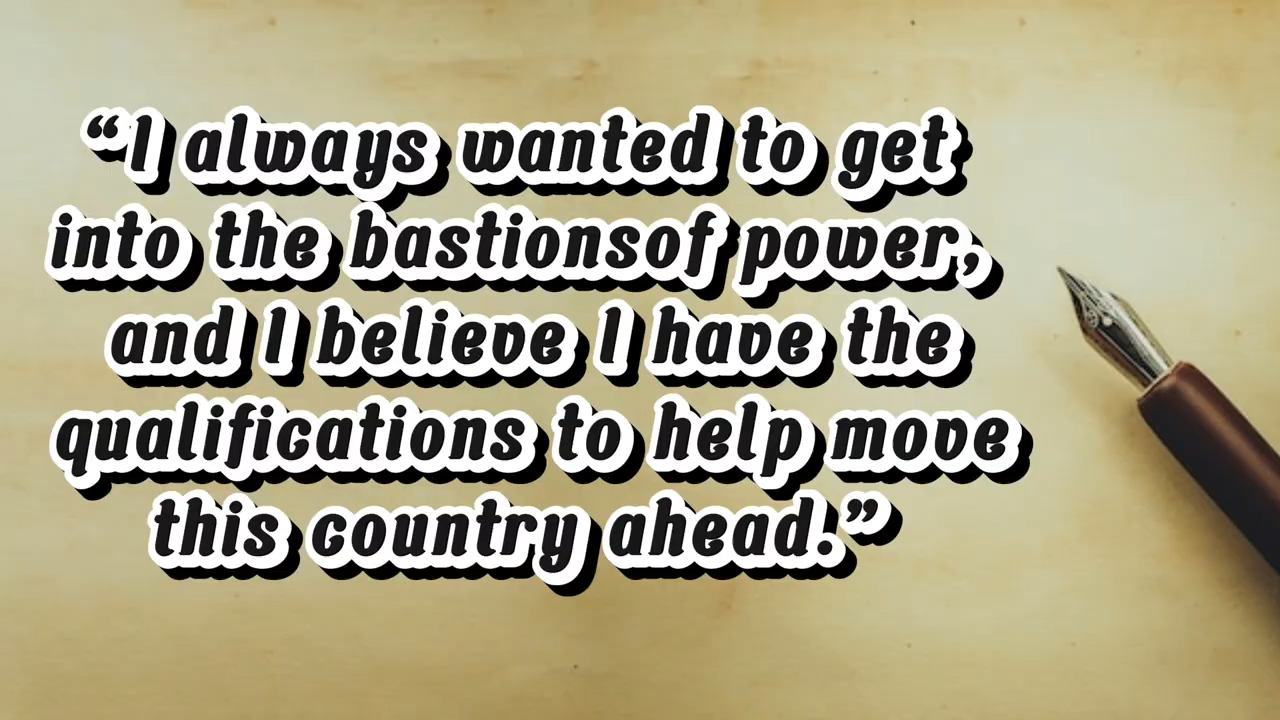 “I always wanted to get
into the bastionsof power,
and I believe I have the
qualifications to help move
this country ahead.”